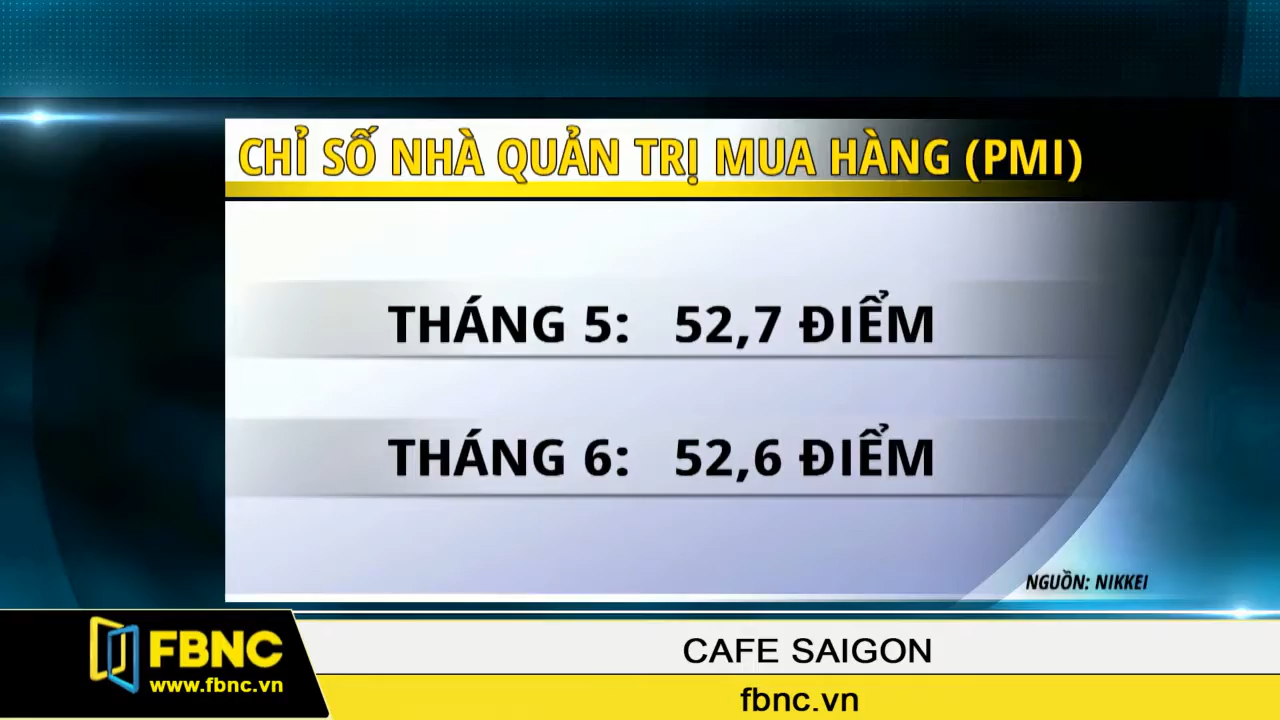 CHỈ SỐ NHÀ QUẢN TRỊ MUA HÀNG (PMI)
THÁNG 5: 52,7 ĐIỂM
THÁNG 6: 52,6 ĐIỂM
NGUỒN: NIKKEI
FBNC
www.fbnc.vn
CAFE SAIGON
fbnc.vn